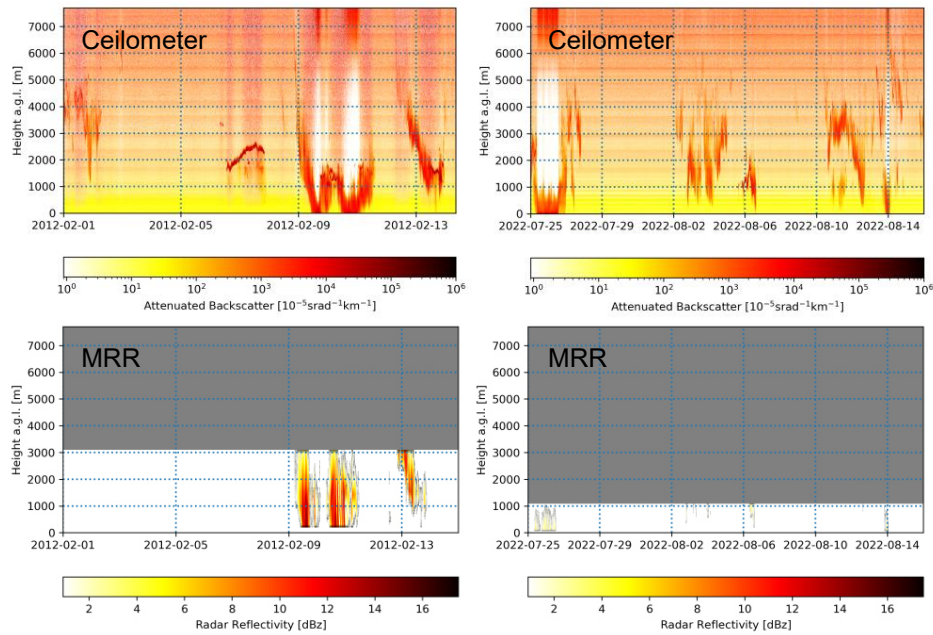 Ceilometer
Height a.g.l. [m]
7000
6000
5000
4000
3000
2000
1000
0
2012-02-01 2012-02-05 2012-02-09 2012-02-13
10⁰ 10¹ 10² 10³ 10⁴ 10⁵ 10⁶
Attenuated Backscatter [10⁻⁵srad⁻¹km⁻¹]
Ceilometer
Height a.g.l. [m]
7000
6000
5000
4000
3000
2000
1000
0
2022-07-25 2022-07-29 2022-08-02 2022-08-06 2022-08-10 2022-08-14
10⁰ 10¹ 10² 10³ 10⁴ 10⁵ 10⁶
Attenuated Backscatter [10⁻⁵srad⁻¹km⁻¹]
MRR
Height a.g.l. [m]
7000
6000
5000
4000
3000
2000
1000
0
2012-02-01 2012-02-05 2012-02-09 2012-02-13
2 4 6 8 10 12 14 16
Radar Reflectivity [dBz]
MRR
Height a.g.l. [m]
7000
6000
5000
4000
3000
2000
1000
0
2022-07-25 2022-07-29 2022-08-02 2022-08-06 2022-08-10 2022-08-14
2 4 6 8 10 12 14 16
Radar Reflectivity [dBz]